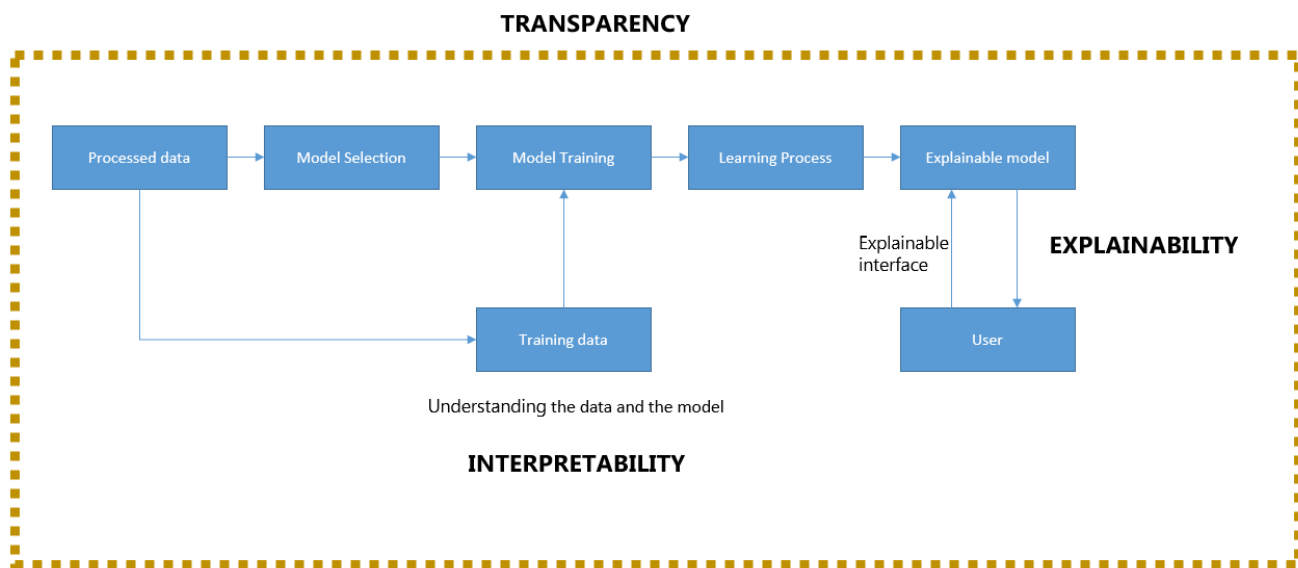 TRANSPARENCY
Processed data
Model Selection
Model Training
Learning Process
Explainable model
Explainable
interface
EXPLAINABILITY
Training data
User
Understanding the data and the model
INTERPRETABILITY